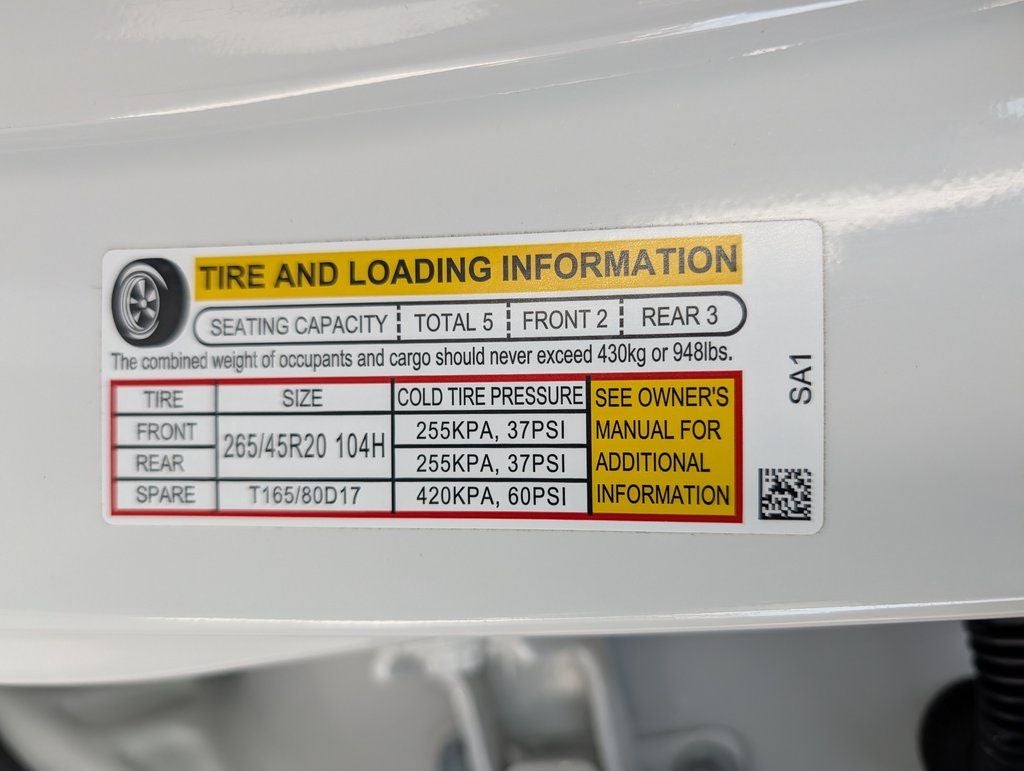 TIRE AND LOADING INFORMATION
SEATING CAPACITY TOTAL 5 FRONT 2 REAR 3
The combined weight of occupants and cargo should never exceed 430kg or 948lbs.
TIRE SIZE COLD TIRE PRESSURE
FRONT 265/45R20 104H 255KPA, 37PSI
REAR 255KPA, 37PSI
SPARE T165/80D17 420KPA, 60PSI
SEE OWNER'S
MANUAL FOR
ADDITIONAL
INFORMATION
SA1